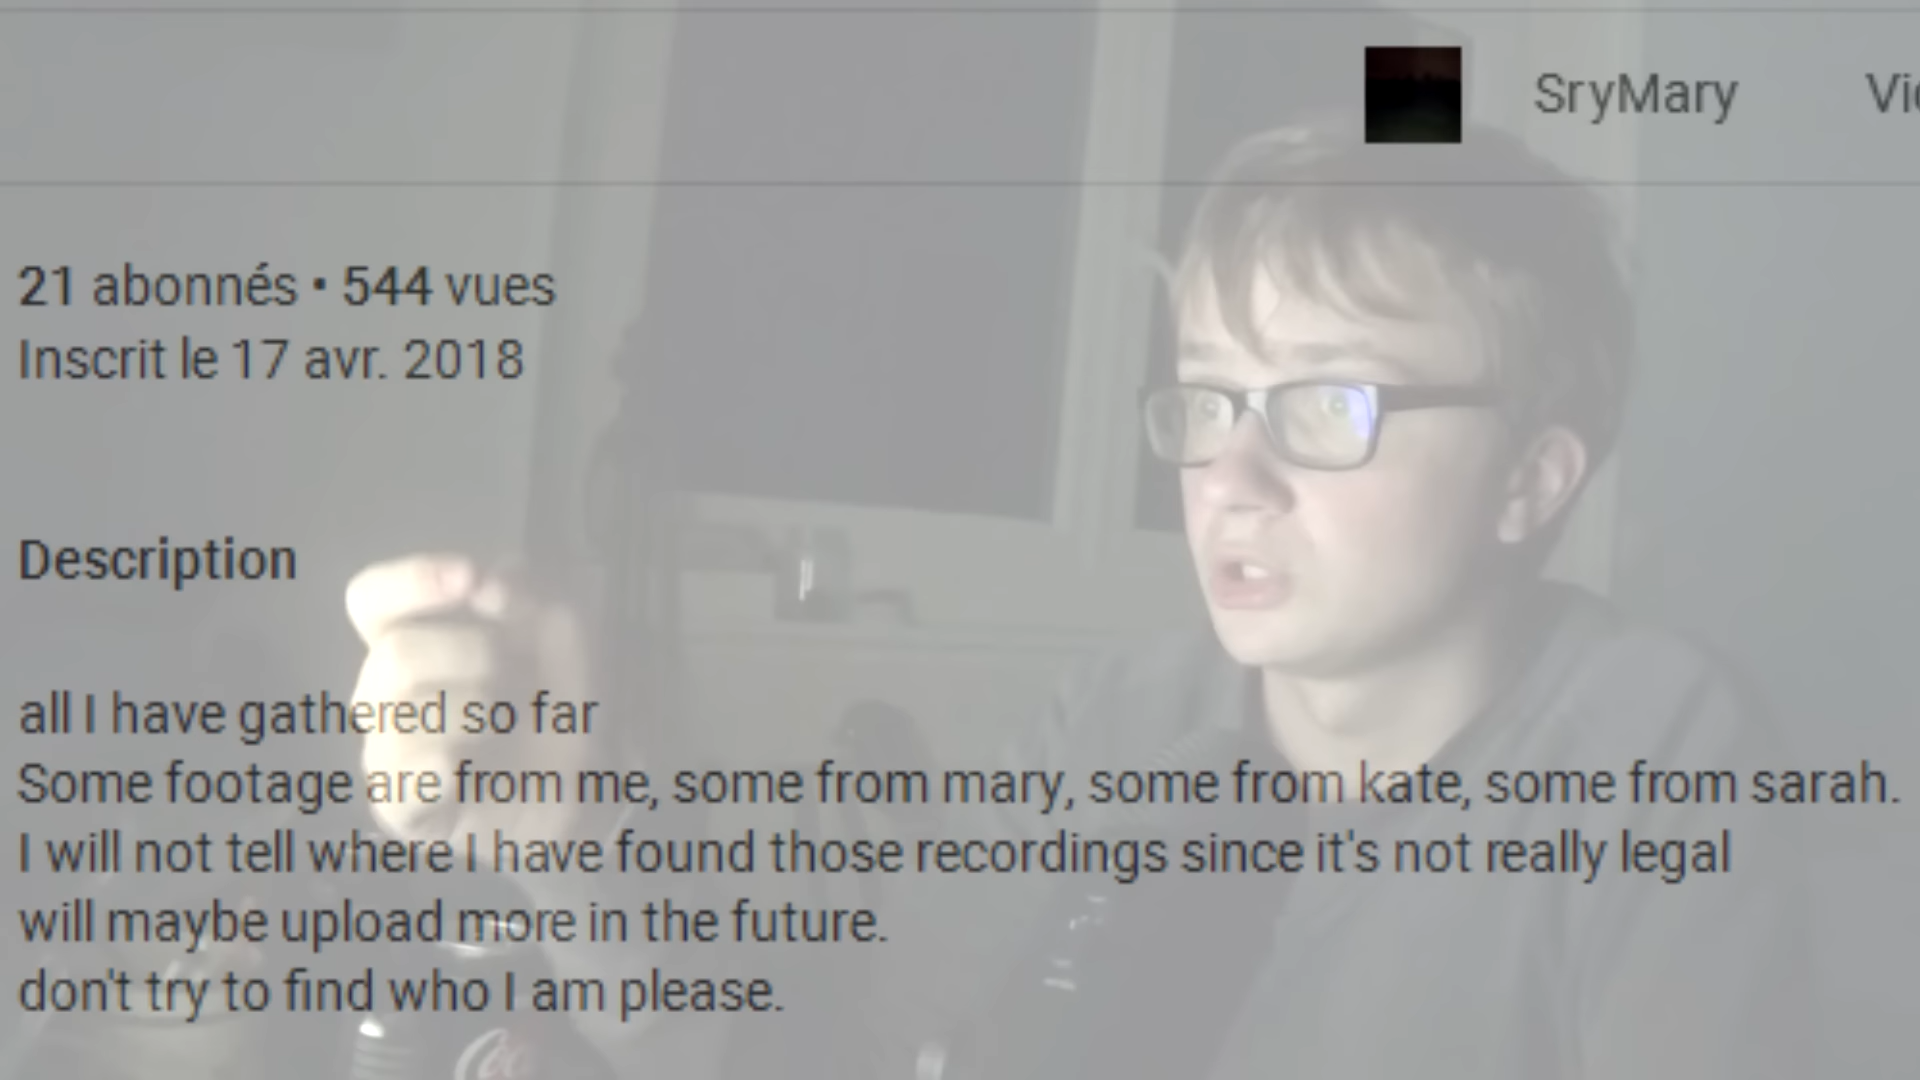 SryMary
21 abonnés • 544 vues
Inscrit le 17 avr. 2018
Description
all I have gathered so far
Some footage are from me, some from mary, some from kate, some from sarah.
I will not tell where I have found those recordings since it's not really legal
will maybe upload more in the future.
don't try to find who I am please.